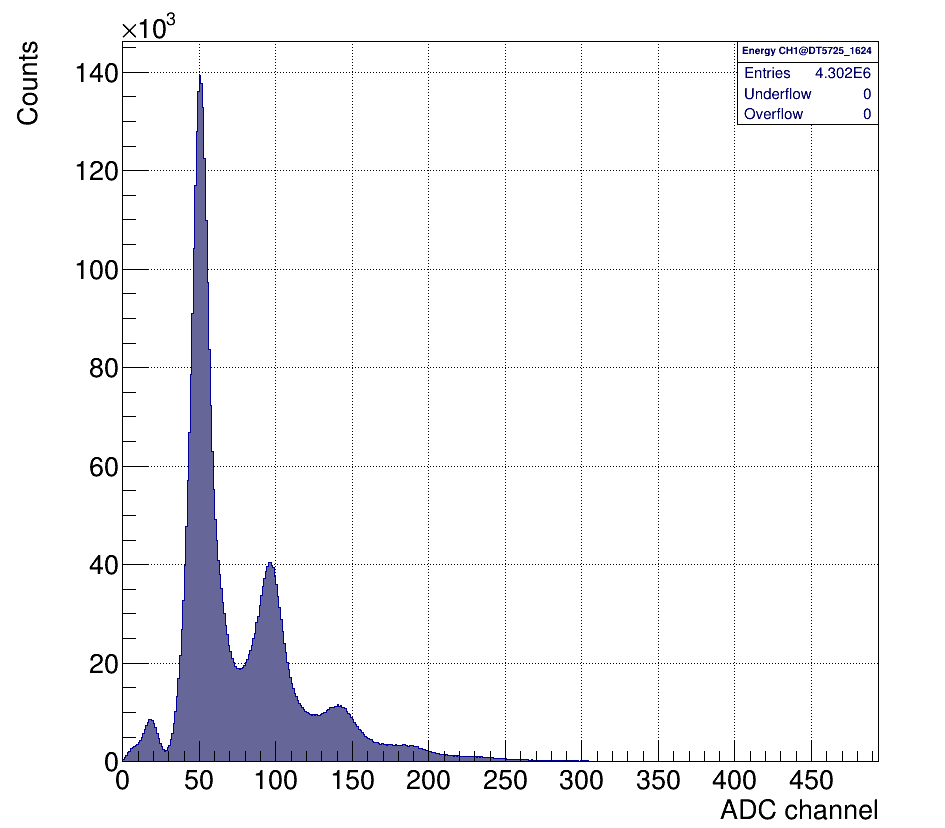 ×10³
Counts
Energy CH1@DT5725_1624
Entries 4.302E6
Underflow 0
Overflow 0
140
120
100
80
60
40
20
0
0 50 100 150 200 250 300 350 400 450
ADC channel